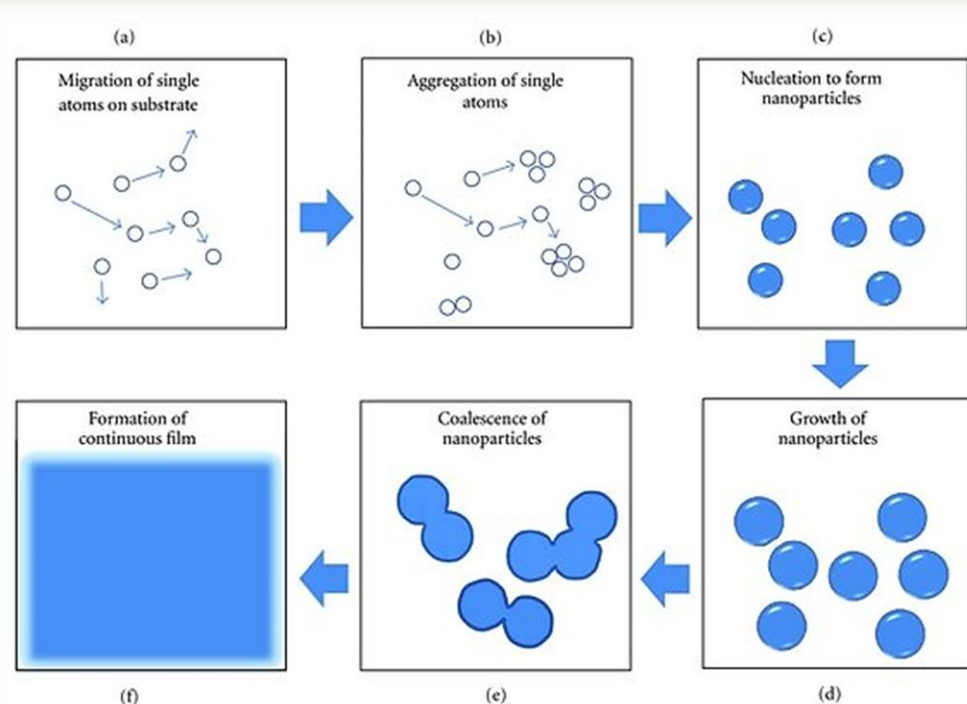 (a)
Migration of single
atoms on substrate
(b)
Aggregation of single
atoms
(c)
Nucleation to form
nanoparticles
Growth of
nanoparticles
(d)
Coalescence of
nanoparticles
(e)
Formation of
continuous film
(f)